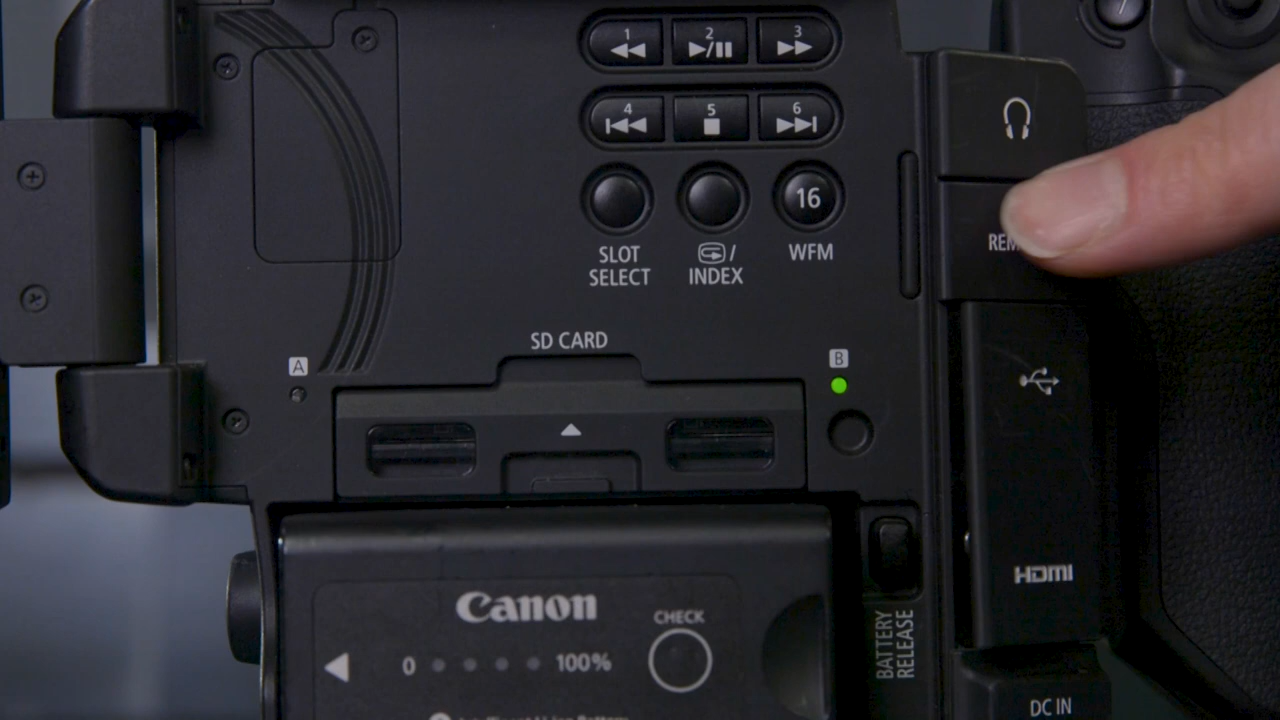 1
2
3
4
5
6
16
SLOT
SELECT
/
INDEX
WFM
REM
SD CARD
A
B
HDMI
Canon
CHECK
0
100%
BATTERY
RELEASE
DC IN